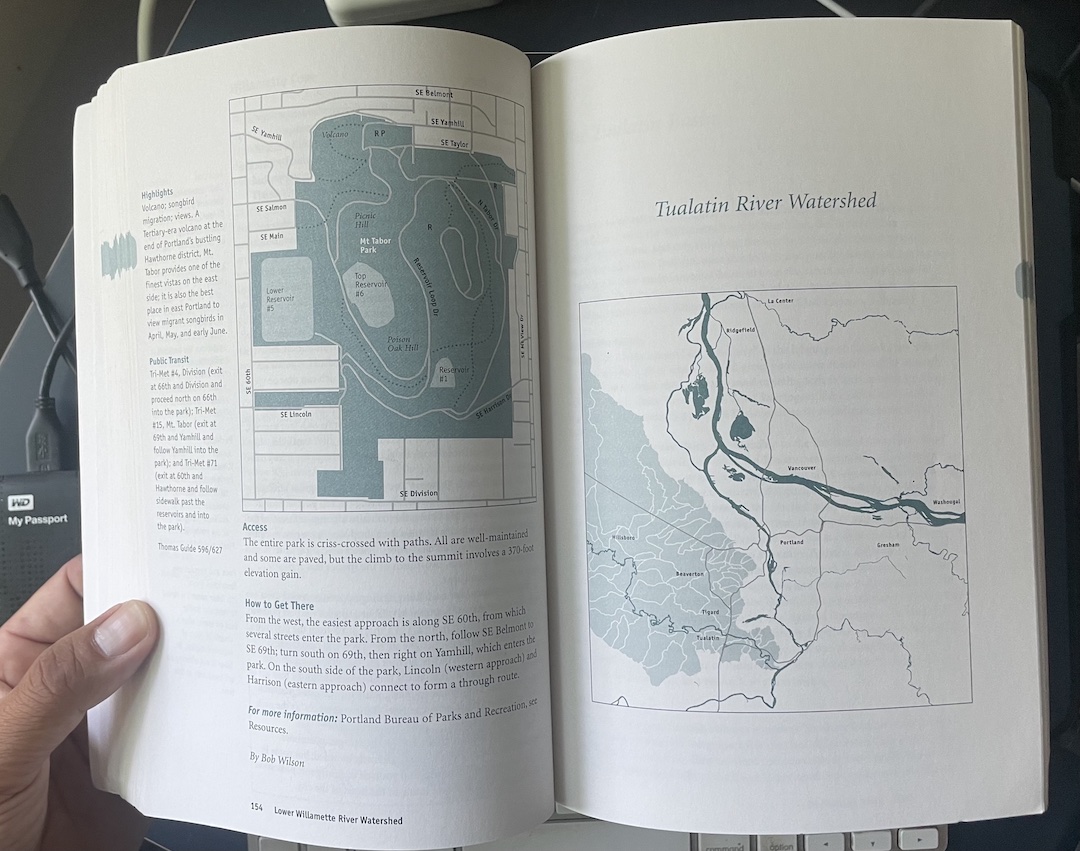 Highlights
Volcano; songbird
migration; views. A
Tertiary-era volcano at the
end of Portland's bustling
Hawthorne district, Mt.
Tabor provides one of the
finest vistas on the east
side; it is also the best
place in east Portland to
view migrant songbirds in
April, May, and early June.
Public Transit
Tri-Met #4, Division (exit
at 66th and Division and
proceed north on 66th
into the park); Tri-Met
#15, Mt. Tabor (exit at
69th and Yamhill and
follow Yamhill into the
park); and Tri-Met #71
(exit at 60th and
Hawthorne and follow
sidewalk past the
reservoirs and into
the park).
Thomas Guide 596/627
SE Belmont
SE Yamhill
SE Yamhill
SE Taylor
Volcano
R P
R
SE Salmon
SE Main
Picnic
Hill
Mt Tabor
Park
R
N Tabor Dr
Top
Reservoir
#6
Lower
Reservoir
#5
Reservoir Loop Dr
Poison
Oak Hill
Reservoir
#1
SE Mt View Dr
SE 60th
SE Lincoln
SE Harrison Dr
SE Division
Access
The entire park is criss-crossed with paths. All are well-maintained
and some are paved, but the climb to the summit involves a 370-foot
elevation gain.
How to Get There
From the west, the easiest approach is along SE 60th, from which
several streets enter the park. From the north, follow SE Belmont to
SE 69th; turn south on 69th, then right on Yamhill, which enters the
park. On the south side of the park, Lincoln (western approach) and
Harrison (eastern approach) connect to form a through route.
For more information: Portland Bureau of Parks and Recreation, see
Resources.
By Bob Wilson
154 Lower Willamette River Watershed
Tualatin River Watershed
La Center
Ridgefield
Vancouver
Washougal
Hillsboro
Portland
Gresham
Beaverton
Tigard
Tualatin
WD
My Passport
command
option